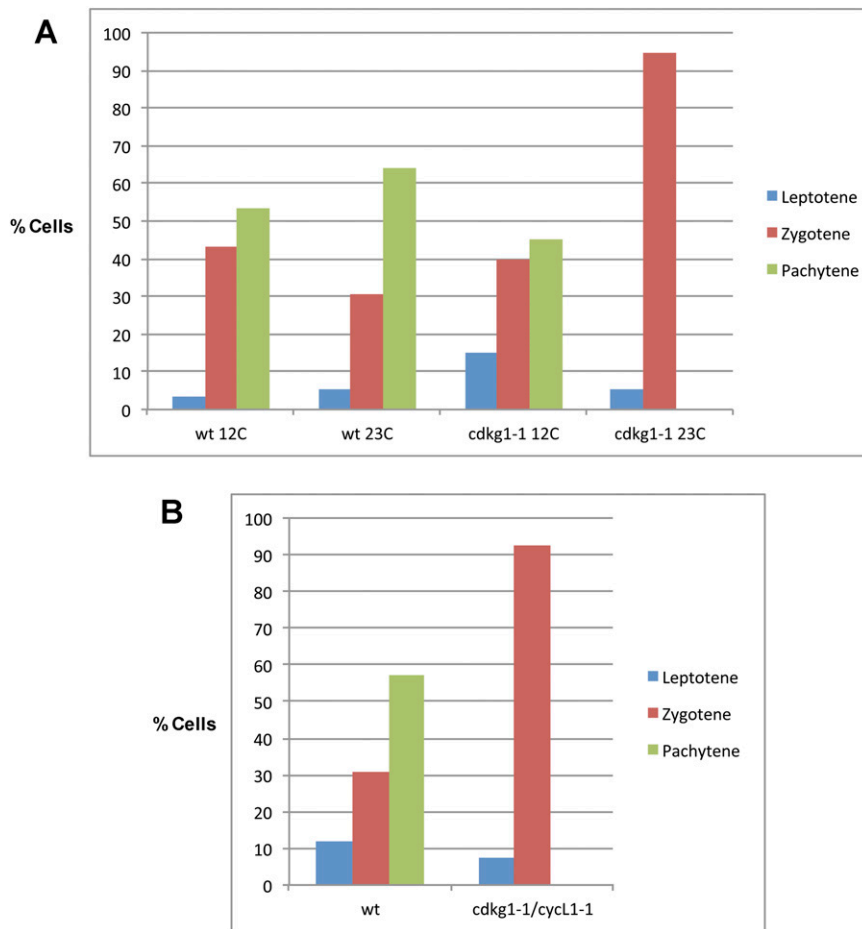 A
100
90
80
70
60
50
40
30
20
10
0
% Cells
wt 12C
wt 23C
cdkg1-1 12C
cdkg1-1 23C
Leptotene
Zygotene
Pachytene
B
100
90
80
70
60
50
40
30
20
10
0
% Cells
wt
cdkg1-1/cycL1-1
Leptotene
Zygotene
Pachytene